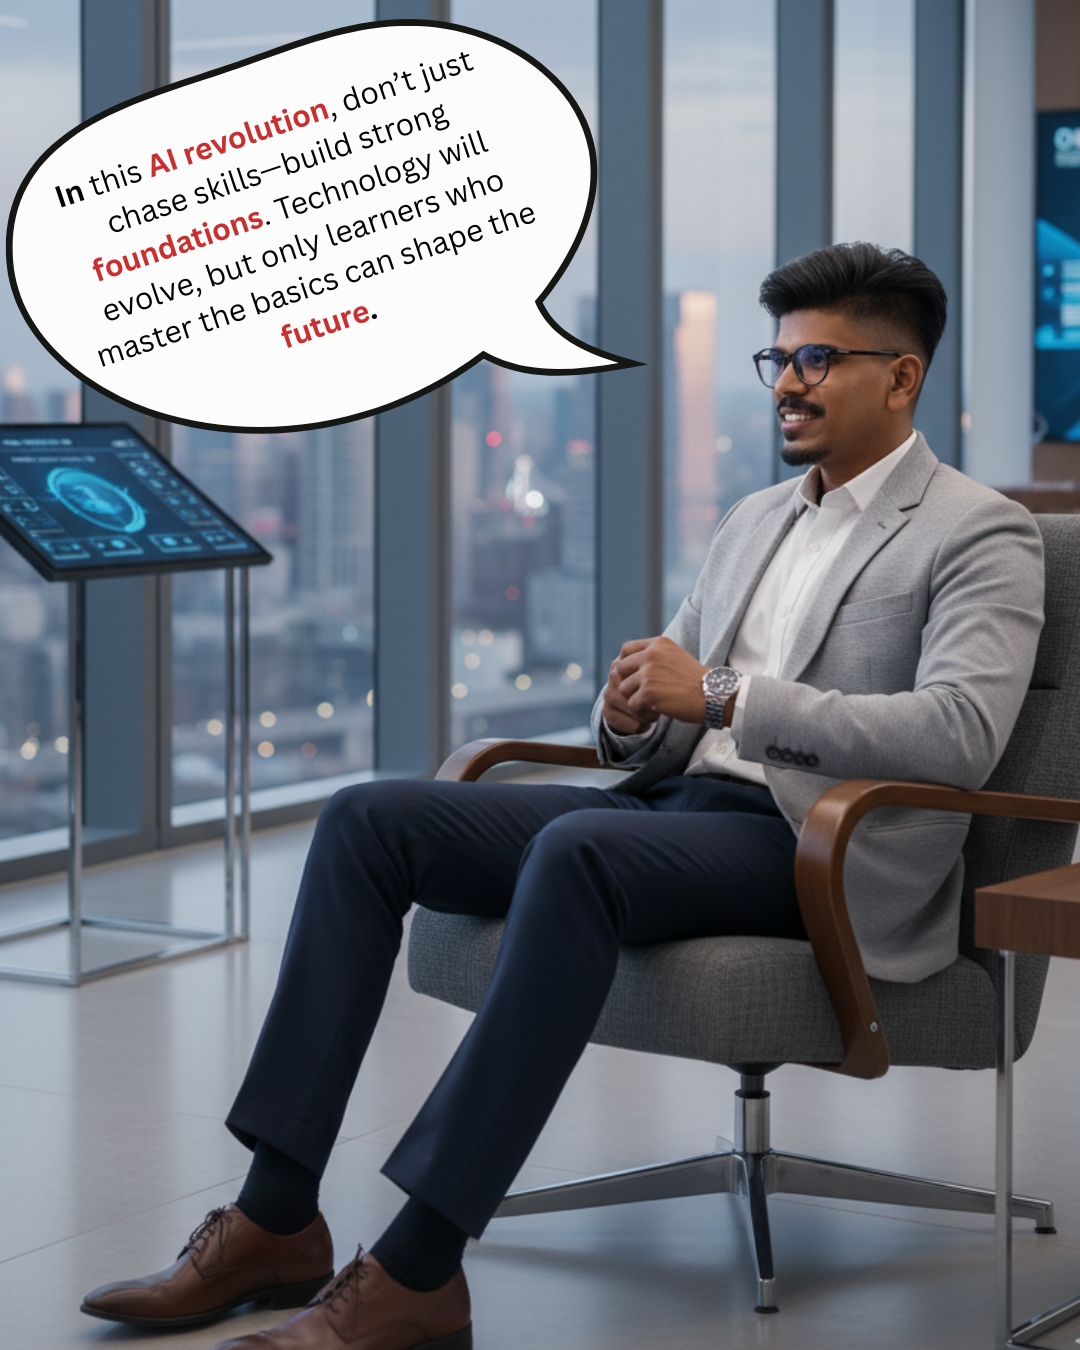 In this AI revolution, don’t just
chase skills—build strong
foundations. Technology will
evolve, but only learners who
master the basics can shape the
future.